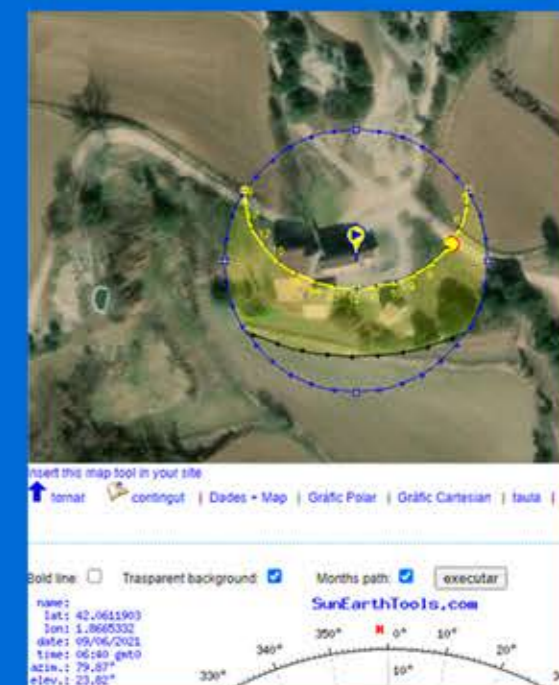 Insert this map tool in your site
tornar contingut | Dades + Map | Gràfic Polar | Gràfic Cartesian | taula |
Bold line Trasparent background Months path executar
name:
lat: 42.0611903
lon: 1.8665332
date: 09/06/2021
time: 06:40 gmt0
azim.: 79.87°
elev.: 23.82°
SunEarthTools.com
350° N 0° 10°
340° 20°
330° 10°